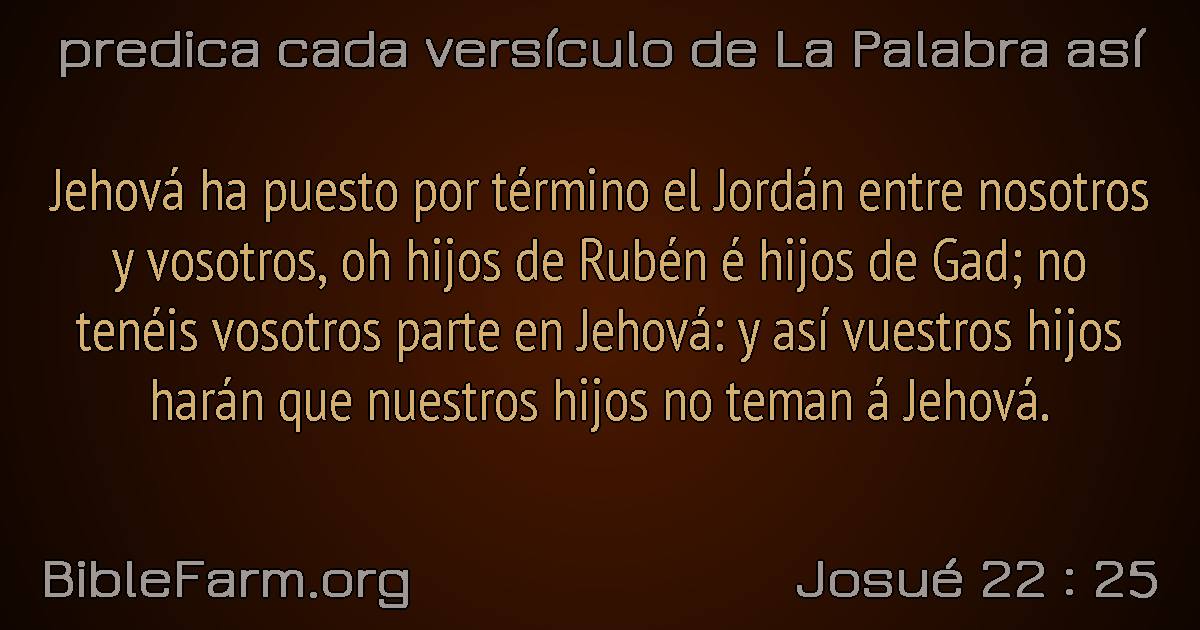 predica cada versículo de La Palabra así
Jehová ha puesto por término el Jordán entre nosotros
y vosotros, oh hijos de Rubén é hijos de Gad; no
tenéis vosotros parte en Jehová: y así vuestros hijos
harán que nuestros hijos no teman á Jehová.
BibleFarm.org
Josué 22 : 25